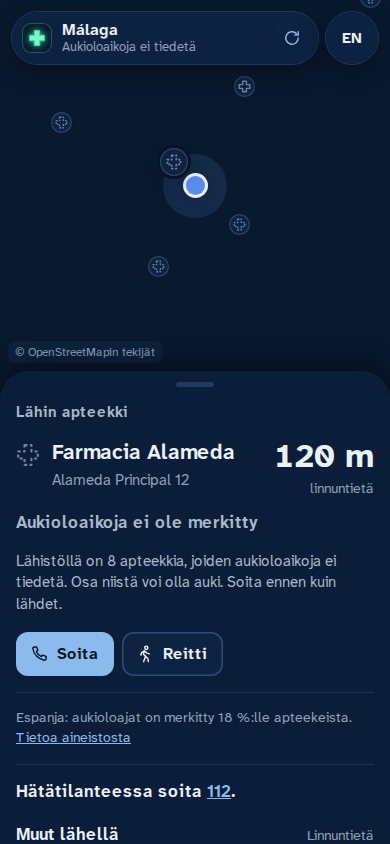 Málaga
Aukioloaikoja ei tiedetä
EN
© OpenStreetMapin tekijät
Lähin apteekki
Farmacia Alameda
120 m
Alameda Principal 12
linnuntietä
Aukioloaikoja ei ole merkitty
Lähistöllä on 8 apteekkia, joiden aukioloaikoja ei
tiedetä. Osa niistä voi olla auki. Soita ennen kuin
lähdet.
Soita
Reitti
Espanja: aukioloajat on merkitty 18 %:lle apteekeista.
Tietoa aineistosta
Hätätilanteessa soita 112.
Muut lähellä
Linnuntietä